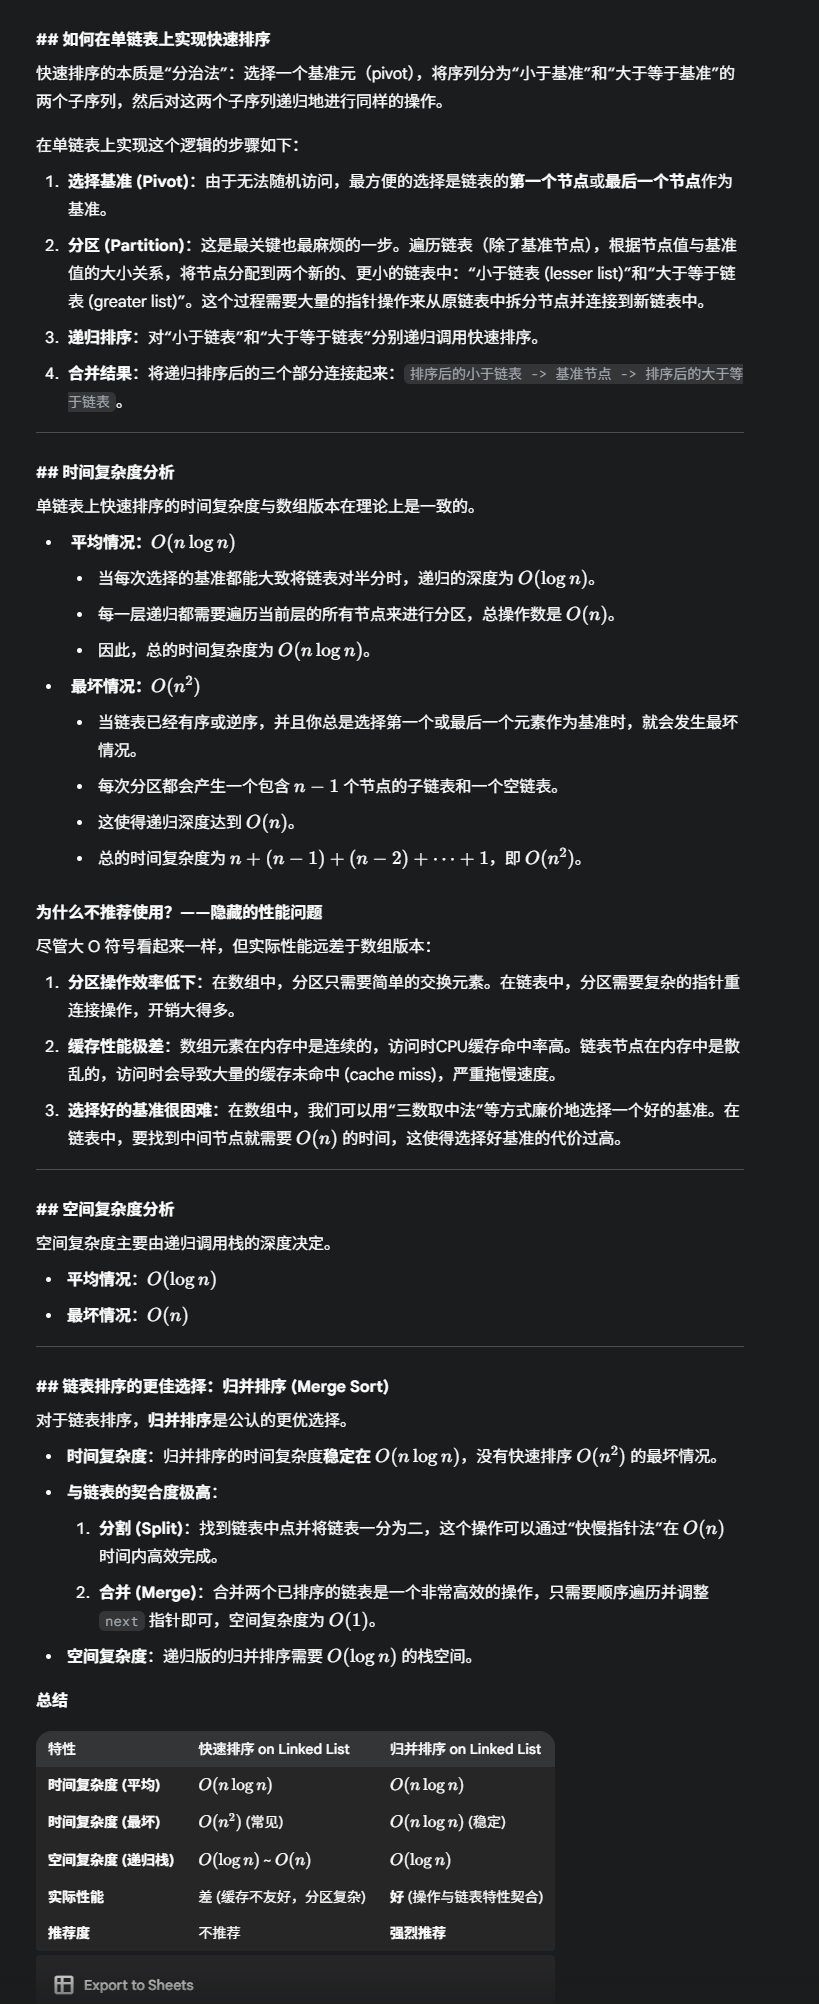 ## 如何在单链表上实现快速排序
快速排序的本质是“分治法”：选择一个基准元（pivot），将序列分为“小于基准”和“大于等于基准”的
两个子序列，然后对这两个子序列递归地进行同样的操作。
在单链表上实现这个逻辑的步骤如下：
1. 选择基准 (Pivot)：由于无法随机访问，最方便的选择是链表的第一个节点或最后一个节点作为
基准。
2. 分区 (Partition)：这是最关键也最麻烦的一步。遍历链表（除了基准节点），根据节点值与基准
值的大小关系，将节点分配到两个新的、更小的链表中：“小于链表 (lesser list)”和“大于等于链
表 (greater list)”。这个过程需要大量的指针操作来从原链表中拆分节点并连接到新链表中。
3. 递归排序：对“小于链表”和“大于等于链表”分别递归调用快速排序。
4. 合并结果：将递归排序后的三个部分连接起来：排序后的小于链表 -> 基准节点 -> 排序后的大于等
于链表。
## 时间复杂度分析
单链表上快速排序的时间复杂度与数组版本在理论上是一致的。
• 平均情况：O(n log n)
• 当每次选择的基准都能大致将链表对半分时，递归的深度为 O(log n)。
• 每一层递归都需要遍历当前层的所有节点来进行分区，总操作数是 O(n)。
• 因此，总的时间复杂度为 O(n log n)。
• 最坏情况：O(n²)
• 当链表已经有序或逆序，并且你总是选择第一个或最后一个元素作为基准时，就会发生最坏
情况。
• 每次分区都会产生一个包含 n − 1 个节点的子链表和一个空链表。
• 这使得递归深度达到 O(n)。
• 总的时间复杂度为 n + (n − 1) + (n − 2) + ⋯ + 1，即 O(n²)。
为什么不推荐使用？——隐藏的性能问题
尽管大 O 符号看起来一样，但实际性能远差于数组版本：
1. 分区操作效率低下：在数组中，分区只需要简单的交换元素。在链表中，分区需要复杂的指针重
连接操作，开销大得多。
2. 缓存性能极差：数组元素在内存中是连续的，访问时CPU缓存命中率高。链表节点在内存中是散
乱的，访问时会导致大量的缓存未命中 (cache miss)，严重拖慢速度。
3. 选择好的基准很困难：在数组中，我们可以用“三数取中法”等方式廉价地选择一个好的基准。在
链表中，要找到中间节点就需要 O(n) 的时间，这使得选择好基准的代价过高。
## 空间复杂度分析
空间复杂度主要由递归调用栈的深度决定。
• 平均情况：O(log n)
• 最坏情况：O(n)
## 链表排序的更佳选择：归并排序 (Merge Sort)
对于链表排序，归并排序是公认的更优选择。
• 时间复杂度：归并排序的时间复杂度稳定在 O(n log n)，没有快速排序 O(n²) 的最坏情况。
• 与链表的契合度极高：
1. 分割 (Split)：找到链表中点并将链表一分为二，这个操作可以通过“快慢指针法”在 O(n)
时间内高效完成。
2. 合并 (Merge)：合并两个已排序的链表是一个非常高效的操作，只需要顺序遍历并调整
next 指针即可，空间复杂度为 O(1)。
• 空间复杂度：递归版的归并排序需要 O(log n) 的栈空间。
总结
特性 快速排序 on Linked List 归并排序 on Linked List
时间复杂度 (平均) O(n log n) O(n log n)
时间复杂度 (最坏) O(n²) (常见) O(n log n) (稳定)
空间复杂度 (递归栈) O(log n) ~ O(n) O(log n)
实际性能 差 (缓存不友好，分区复杂) 好 (操作与链表特性契合)
推荐度 不推荐 强烈推荐
Export to Sheets